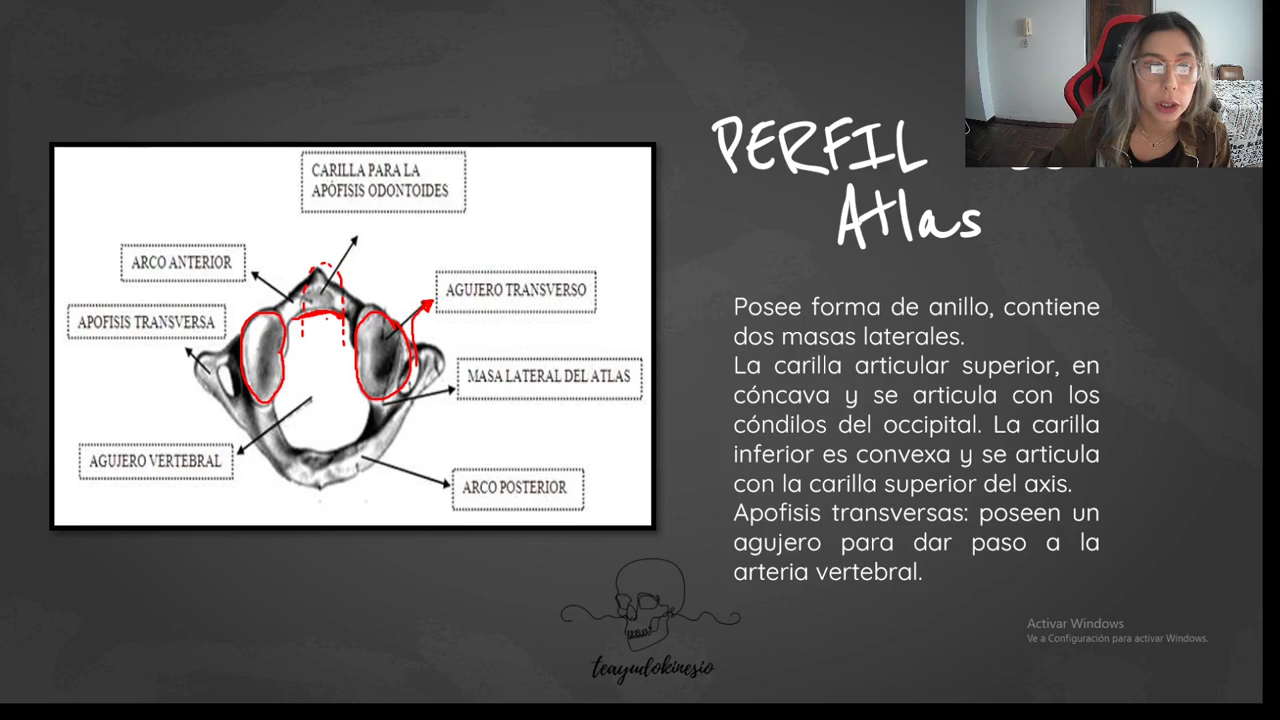 PERFIL
Atlas
CARILLA PARA LA
APÓFISIS ODONTOIDES
ARCO ANTERIOR
AGUJERO TRANSVERSO
APOFISIS TRANSVERSA
MASA LATERAL DEL ATLAS
AGUJERO VERTEBRAL
ARCO POSTERIOR
Posee forma de anillo, contiene
dos masas laterales.
La carilla articular superior, en
cóncava y se articula con los
cóndilos del occipital. La carilla
inferior es convexa y se articula
con la carilla superior del axis.
Apofisis transversas: poseen un
agujero para dar paso a la
arteria vertebral.
teayudokinesio
Activar Windows
Ve a Configuración para activar Windows.